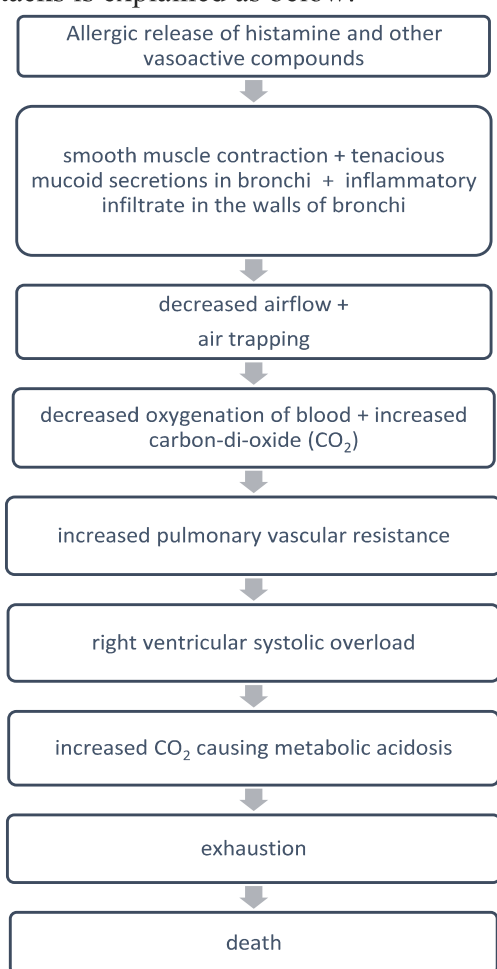 is explained as below.
Allergic release of histamine and other
vasoactive compounds
smooth muscle contraction + tenacious
mucoid secretions in bronchi + inflammatory
infiltrate in the walls of bronchi
decreased airflow +
air trapping
decreased oxygenation of blood + increased
carbon-di-oxide (CO₂)
increased pulmonary vascular resistance
right ventricular systolic overload
increased CO₂ causing metabolic acidosis
exhaustion
death